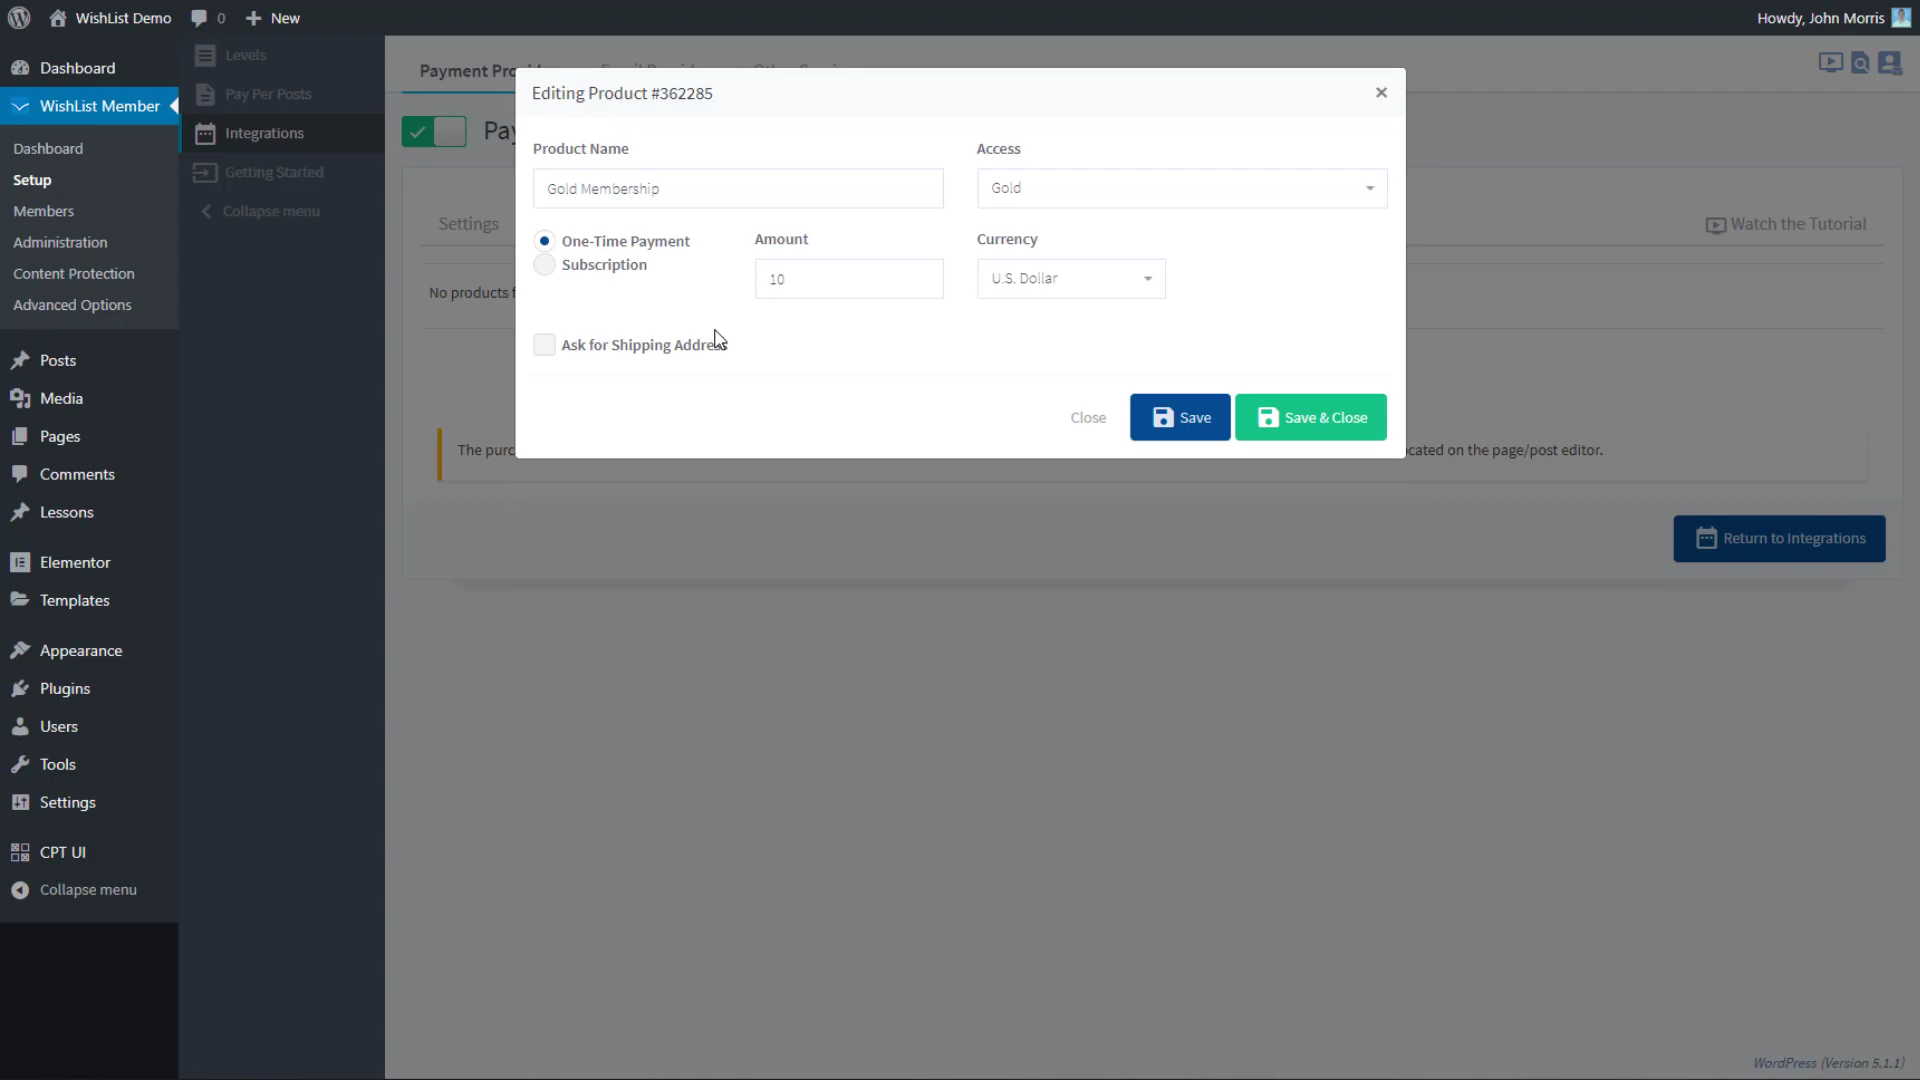 WishList Demo
0
New
Howdy, John Morris
Dashboard
WishList Member
Dashboard
Setup
Members
Administration
Content Protection
Advanced Options
Posts
Media
Pages
Comments
Lessons
Elementor
Templates
Appearance
Plugins
Users
Tools
Settings
CPT UI
Collapse menu
Levels
Pay Per Posts
Integrations
Getting Started
Collapse menu
Payment
Settings
Watch the Tutorial
No products
Editing Product #362285
×
Product Name
Access
Gold Membership
Gold
One-Time Payment
Subscription
Amount
10
Currency
U.S. Dollar
Ask for Shipping Address
Close
Save
Save & Close
The
on the page/post editor.
Return to Integrations
WordPress (Version 5.1.1)